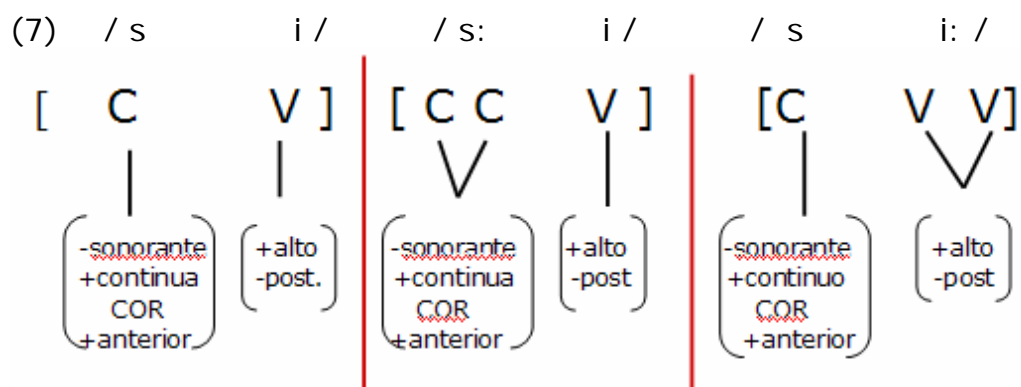 (7) / s i / / s: i / / s i: /
[ C V ] [ C C V ] [C V V]
-sonorante +alto -sonorante +alto -sonorante +alto
+continua -post. +continua -post +continuo -post
COR COR COR
+anterior +anterior +anterior